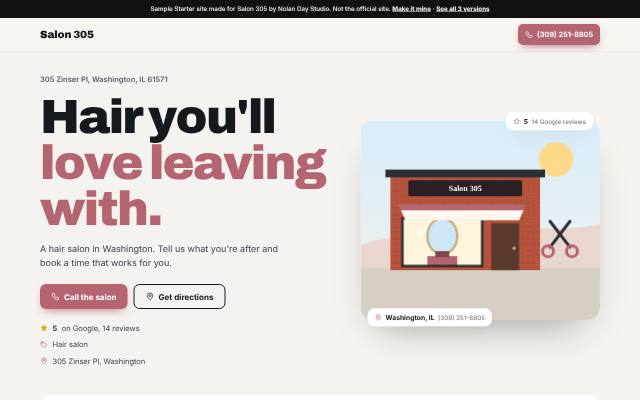 Sample Starter site made for Salon 305 by Nolan Day Studio. Not the official site. Make it mine · See all 3 versions
Salon 305
(309) 251-8805
305 Zinser Pl, Washington, IL 61571
Hair you'll
love leaving
with.
A hair salon in Washington. Tell us what you're after and
book a time that works for you.
Call the salon
Get directions
5 on Google, 14 reviews
Hair salon
305 Zinser Pl, Washington
5 14 Google reviews
Salon 305
Washington, IL (309) 251-8805